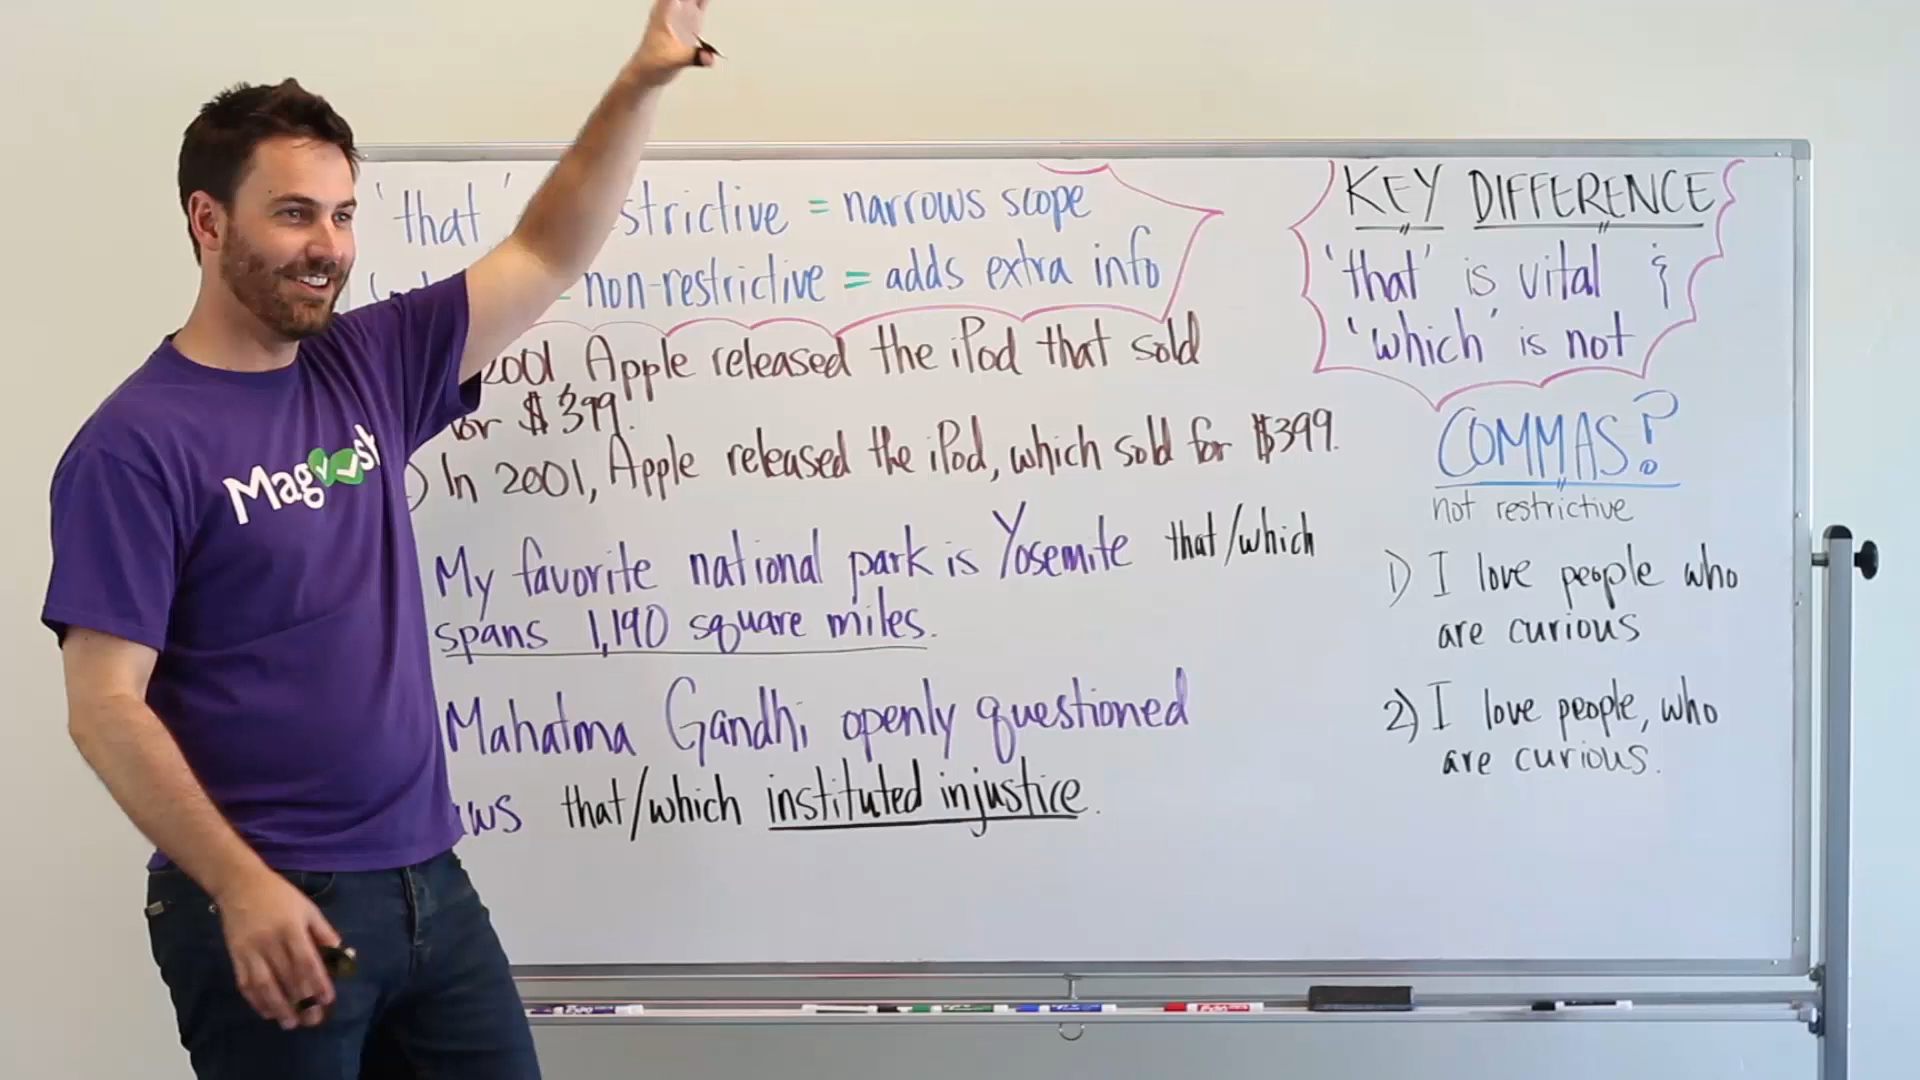 'that' strictive = narrows scope
non-restrictive = adds extra info
2001, Apple released the iPod that sold
for $399.
) In 2001, Apple released the iPod, which sold for $399.
My favorite national park is Yosemite that/which
spans 1,190 square miles.
Mahatma Gandhi openly questioned
that/which instituted injustice.
KEY DIFFERENCE
'that' is vital &
'which' is not
COMMAS?
not restrictive
1) I love people who
are curious
2) I love people, who
are curious.
Magoosh
EXPO